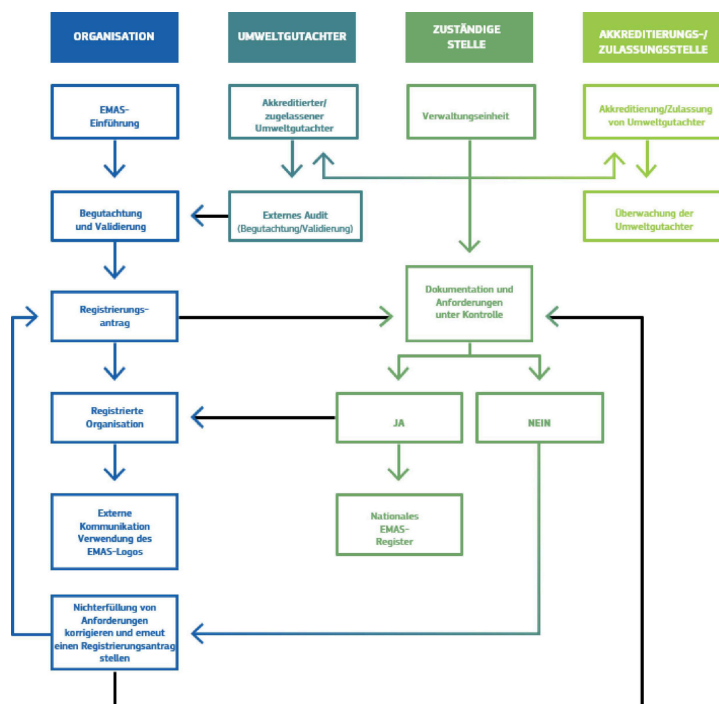 ORGANISATION
UMWELTGUTACHTER
ZUSTÄNDIGE
STELLE
AKKREDITIERUNGS-/
ZULASSUNGSSTELLE
EMAS-
Einführung
Akkreditierter/
zugelassener
Umweltgutachter
Verwaltungseinheit
Akkreditierung/Zulassung
von Umweltgutachter
Begutachtung
und Validierung
Externes Audit
(Begutachtung/Validierung)
Überwachung der
Umweltgutachter
Registrierungs-
antrag
Dokumentation und
Anforderungen
unter Kontrolle
Registrierte
Organisation
JA
NEIN
Externe
Kommunikation
Verwendung des
EMAS-Logos
Nationales
EMAS-
Register
Nichterfüllung von
Anforderungen
korrigieren und erneut
einen Registrierungsantrag
stellen